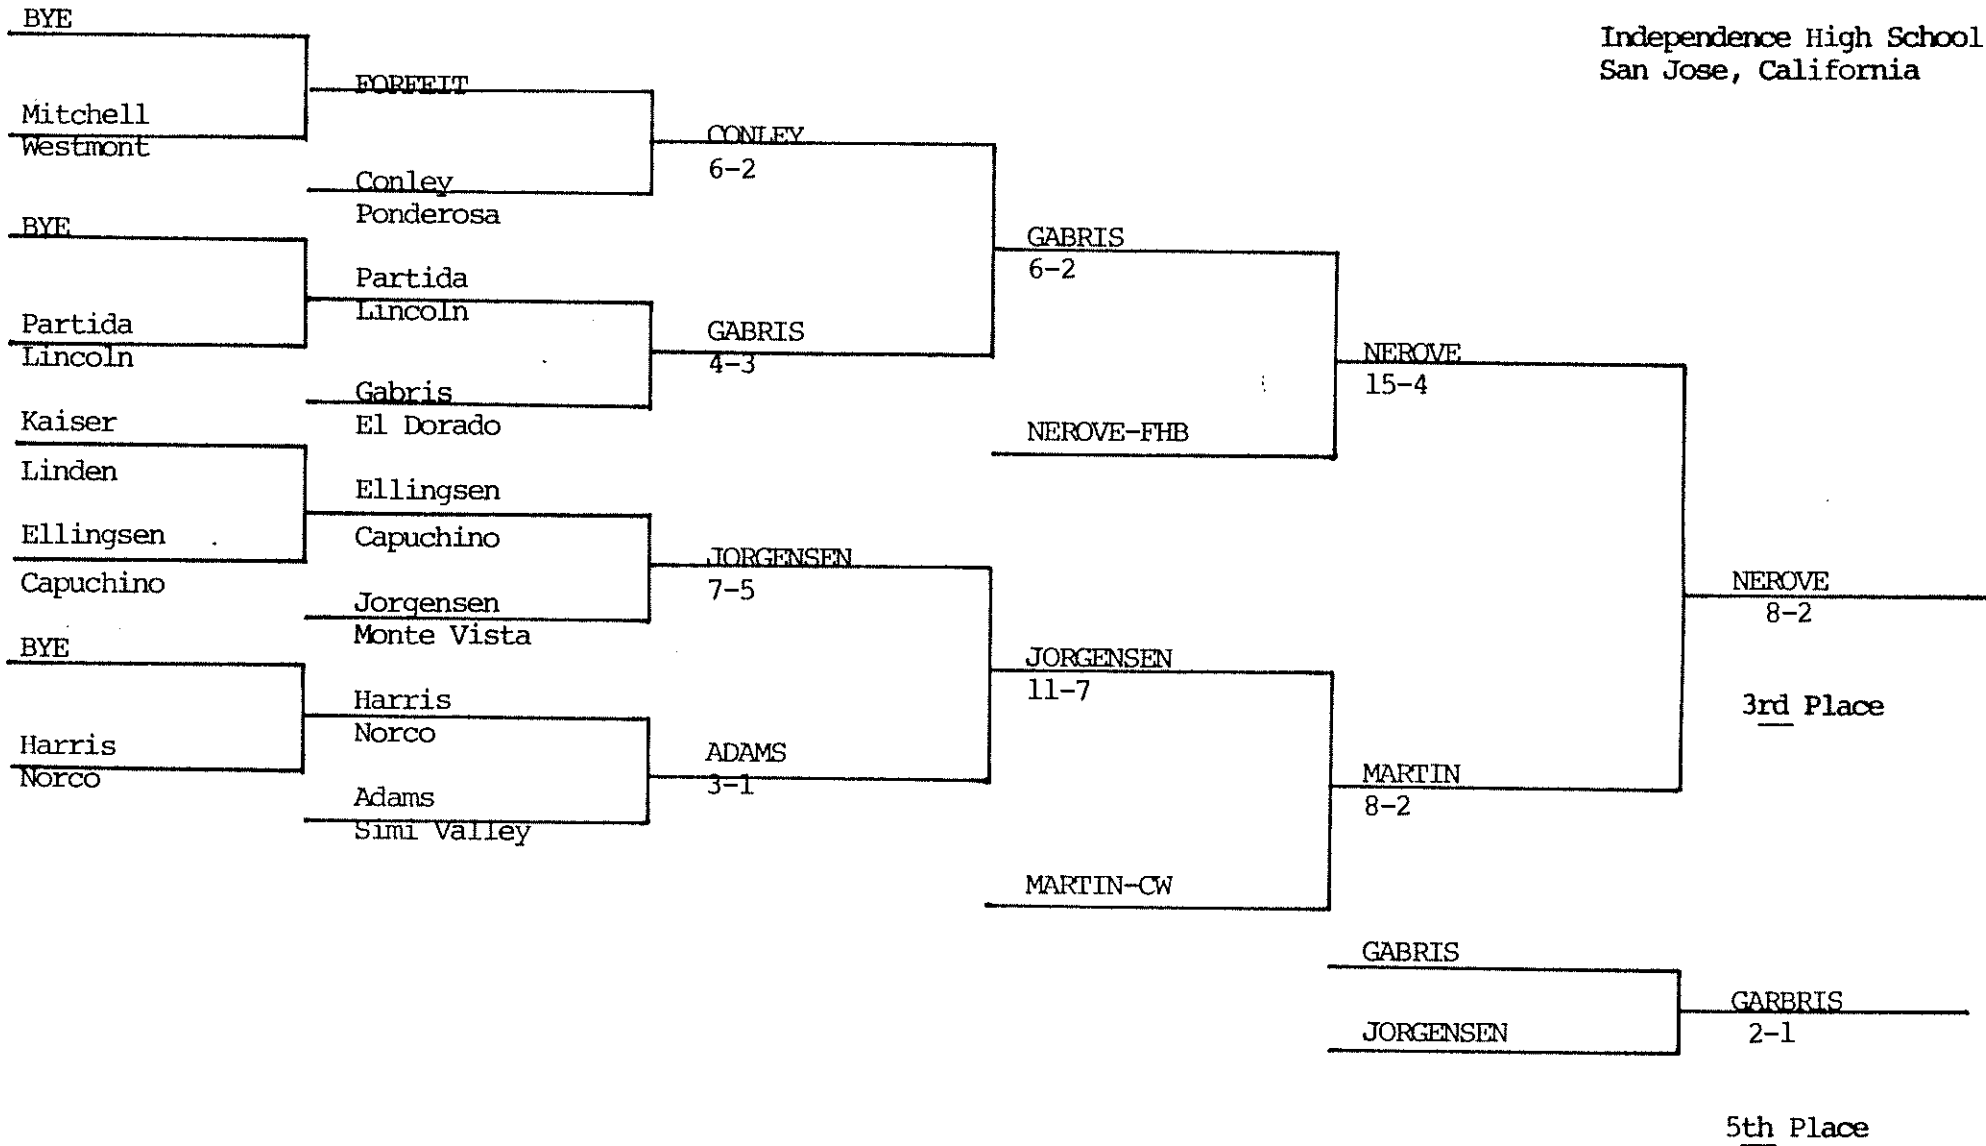 BYE
Independence High School
San Jose, California
Mitchell
Westmont
FORFEIT
Conley
Ponderosa
CONLEY
6-2
BYE
Partida
Lincoln
Partida
Lincoln
Gabris
El Dorado
GABRIS
4-3
GABRIS
6-2
NEROVE-FHB
NEROVE
15-4
Kaiser
Linden
Ellingsen
Capuchino
Ellingsen
Capuchino
Jorgensen
Monte Vista
JORGENSEN
7-5
BYE
Harris
Norco
Harris
Norco
Adams
Simi Valley
ADAMS
3-1
JORGENSEN
11-7
MARTIN-CW
MARTIN
8-2
NEROVE
8-2
3rd Place
GABRIS
JORGENSEN
GARBRIS
2-1
5th Place